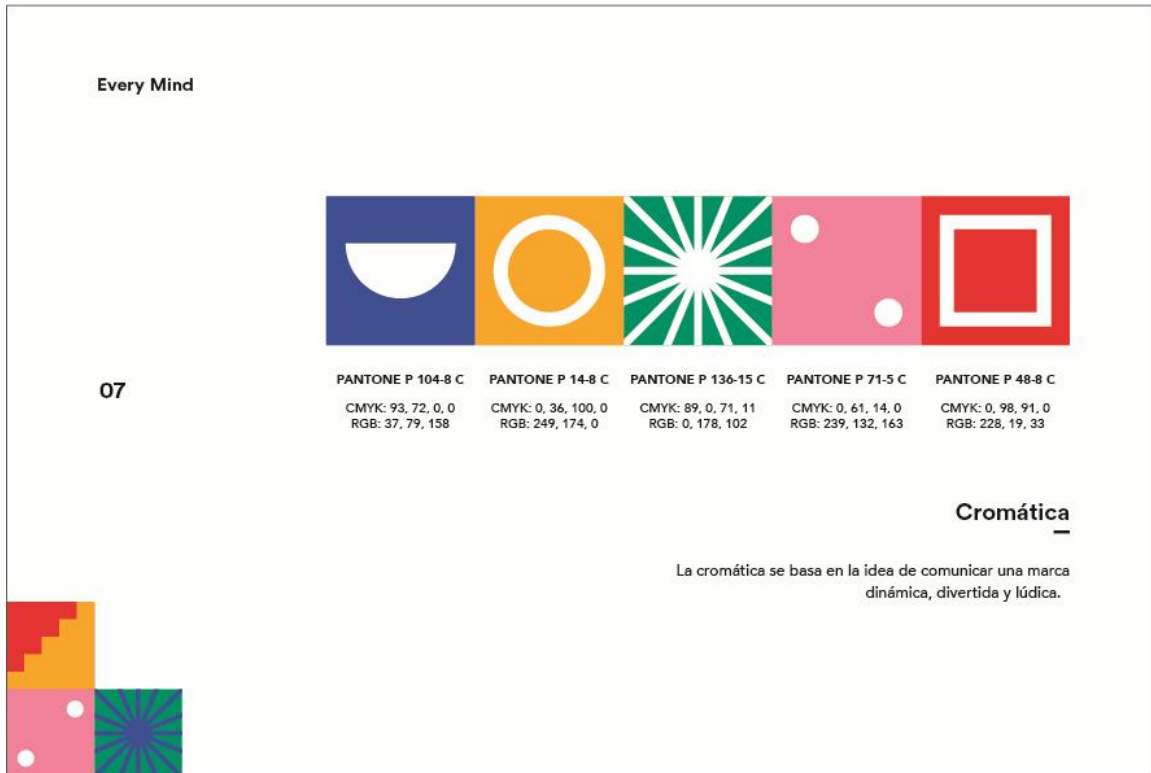 Every Mind
07
PANTONE P 104-8 C
CMYK: 93, 72, 0, 0
RGB: 37, 79, 158
PANTONE P 14-8 C
CMYK: 0, 36, 100, 0
RGB: 249, 174, 0
PANTONE P 136-15 C
CMYK: 89, 0, 71, 11
RGB: 0, 178, 102
PANTONE P 71-5 C
CMYK: 0, 61, 14, 0
RGB: 239, 132, 163
PANTONE P 48-8 C
CMYK: 0, 98, 91, 0
RGB: 228, 19, 33
Cromática
La cromática se basa en la idea de comunicar una marca
dinámica, divertida y lúdica.